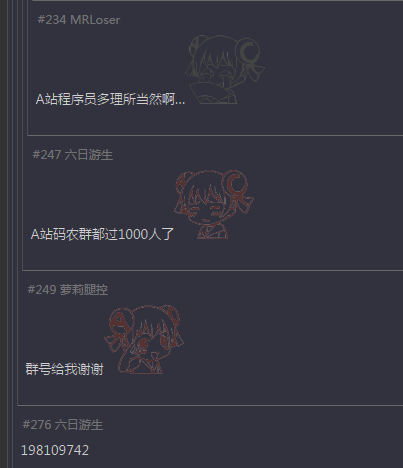 #234 MRLoser
A站程序员多理所当然啊...
#247 六日游生
A站码农群都过1000人了
#249 萝莉腿控
群号给我谢谢
#276 六日游生
198109742